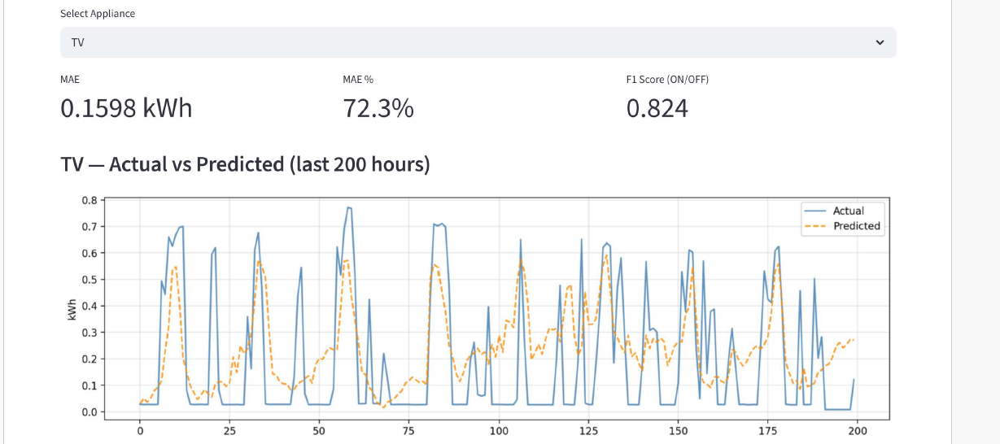 Select Appliance
TV
MAE
MAE %
F1 Score (ON/OFF)
0.1598 kWh
72.3%
0.824
TV — Actual vs Predicted (last 200 hours)
Actual
Predicted
kWh
0.8
0.7
0.6
0.5
0.4
0.3
0.2
0.1
0.0
0
25
50
75
100
125
150
175
200